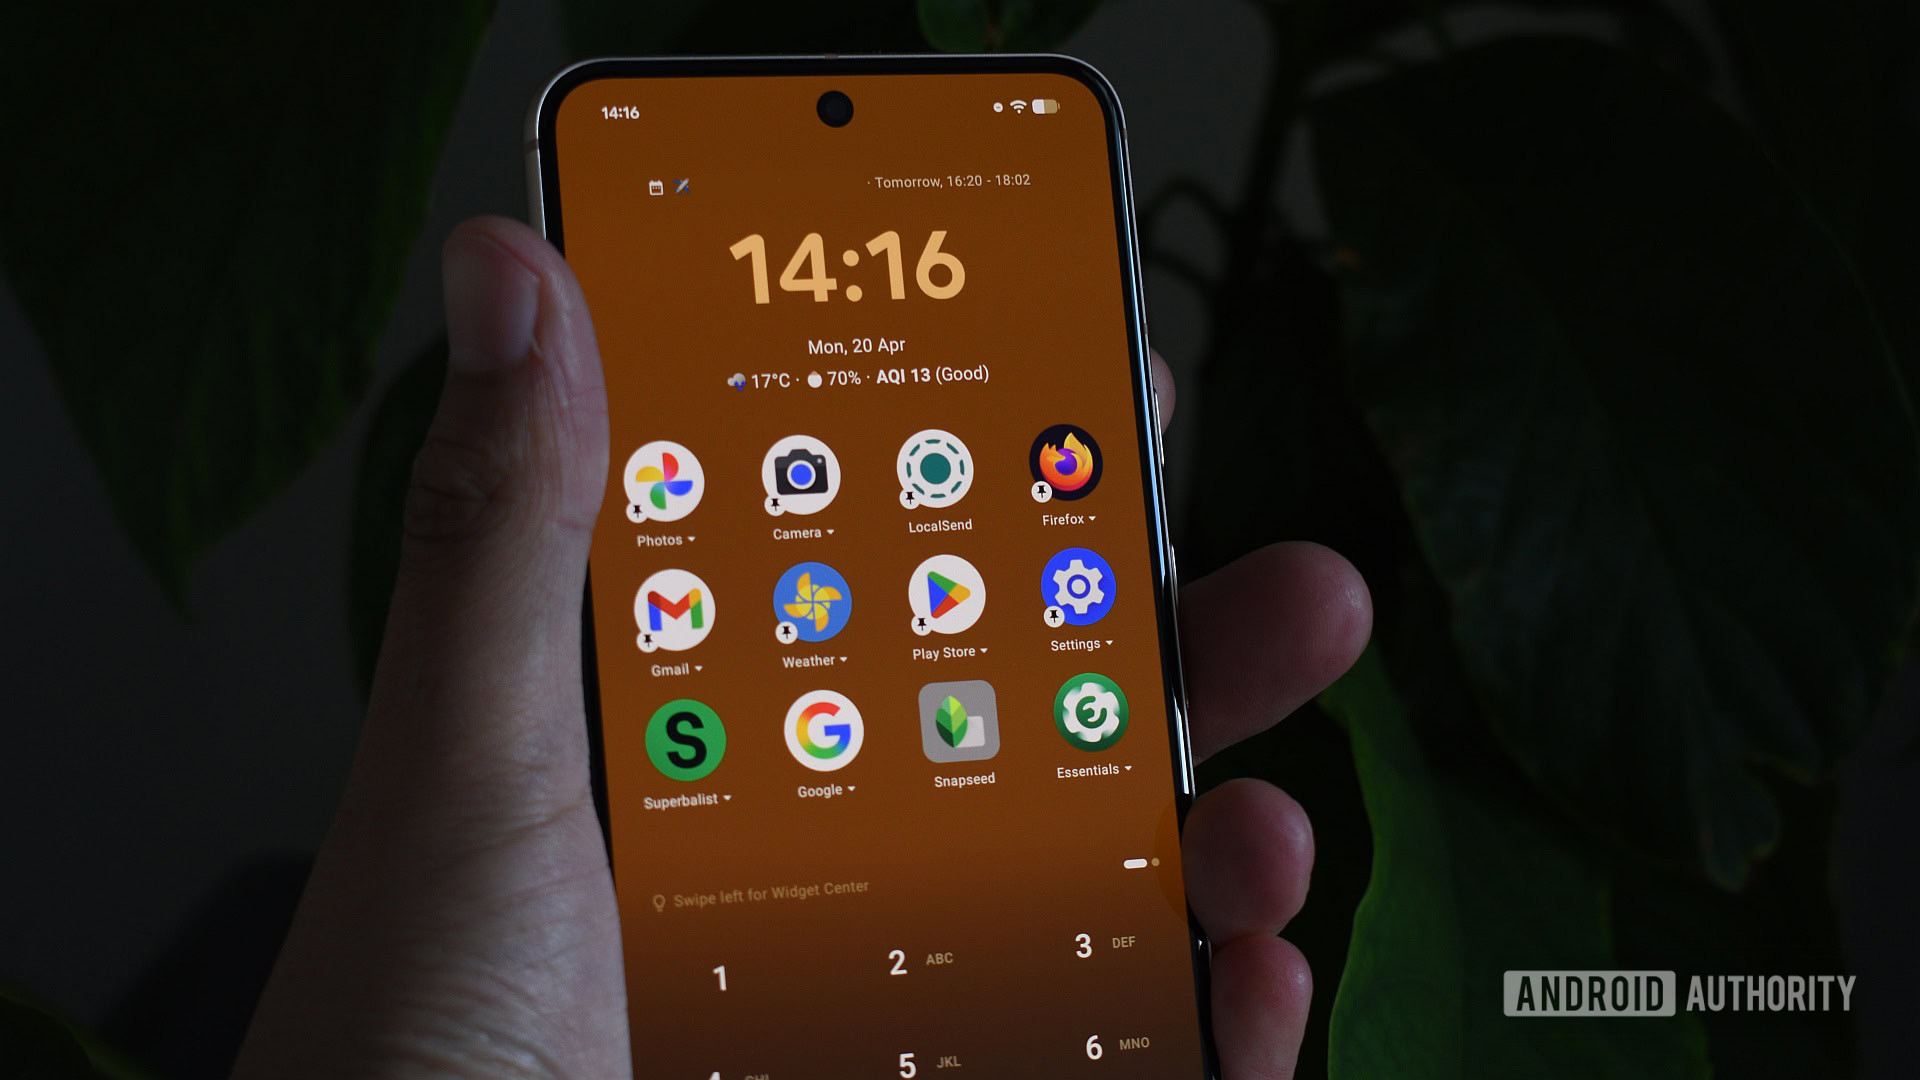 14:16
· Tomorrow, 16:20 - 18:02
14:16
Mon, 20 Apr
17°C · 70% · AQI 13 (Good)
Photos Camera LocalSend Firefox
Gmail Weather Play Store Settings
S
Superbalist Google Snapseed Essentials
Swipe left for Widget Center
1 2 ABC 3 DEF
4 GHI 5 JKL 6 MNO
ANDROID AUTHORITY